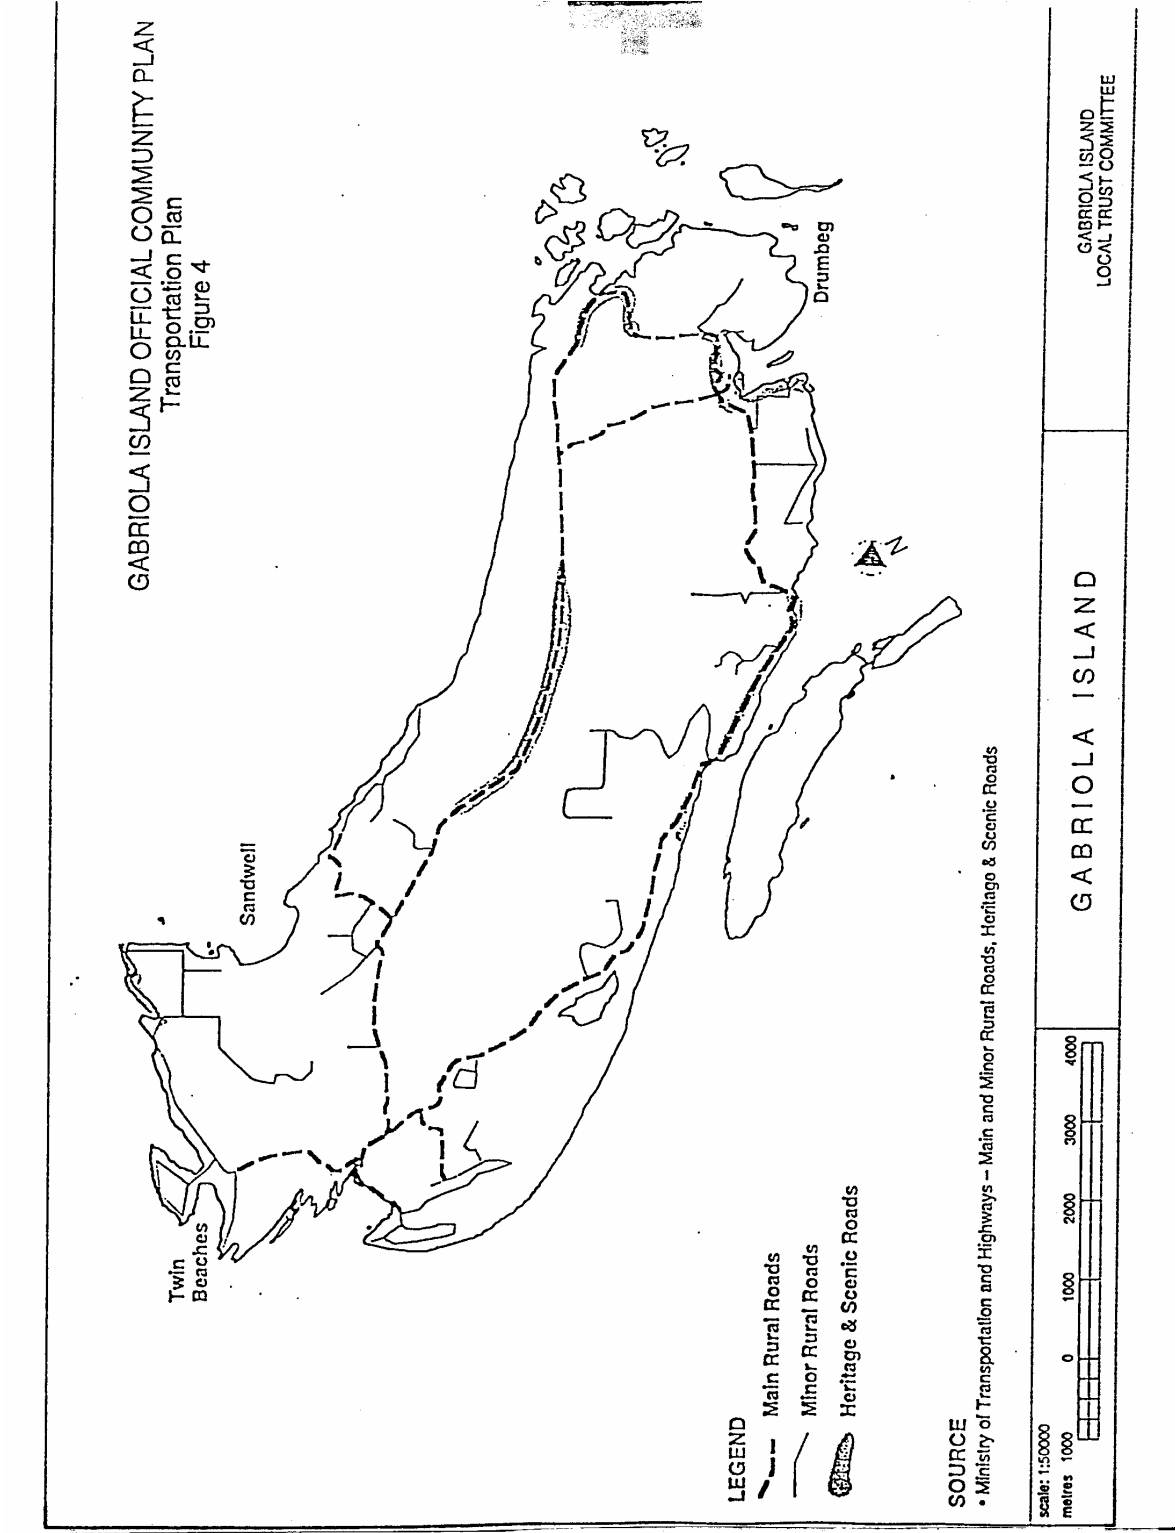 GABRIOLA ISLAND OFFICIAL COMMUNITY PLAN
Transportation Plan
Figure 4
Sandwell
Twin
Beaches
Drumbeg
N
LEGEND
Main Rural Roads
Minor Rural Roads
Heritage & Scenic Roads
SOURCE
• Ministry of Transportation and Highways – Main and Minor Rural Roads, Heritage & Scenic Roads
scale: 1:50000
metres 1000 0 1000 2000 3000 4000
GABRIOLA ISLAND
GABRIOLA ISLAND
LOCAL TRUST COMMITTEE